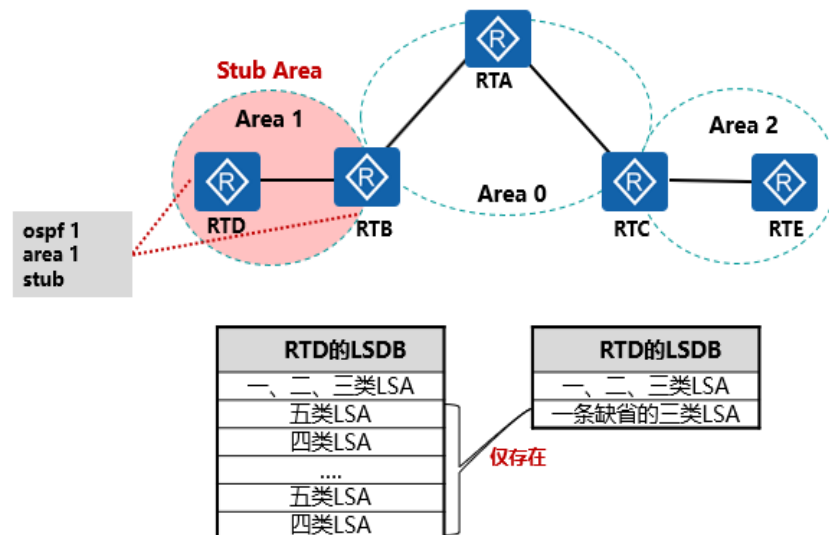 RTA
Stub Area
Area 1
Area 2
R
RTD
RTB
Area 0
RTC
RTE
ospf 1
area 1
stub
RTD的LSDB
一、二、三类LSA
五类LSA
四类LSA
....
五类LSA
四类LSA
仅存在
RTD的LSDB
一、二、三类LSA
一条缺省的三类LSA